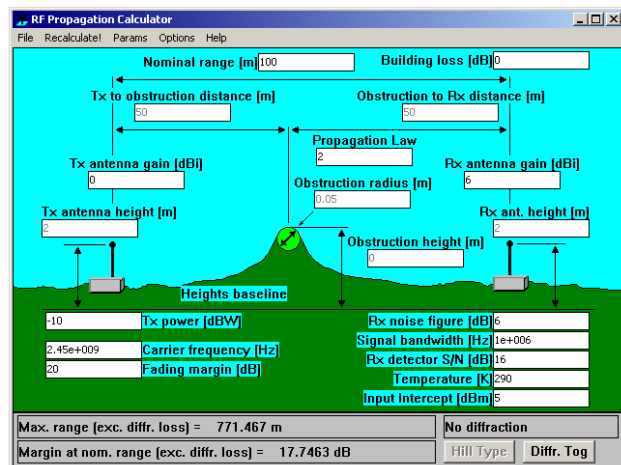 RF Propagation Calculator
File Recalculate! Params Options Help
Nominal range [m] 100 Building loss [dB] 0
Tx to obstruction distance [m] Obstruction to Rx distance [m]
50 50
Propagation Law
2
Tx antenna gain [dBi] Rx antenna gain [dBi]
0 6
Obstruction radius [m]
0.05
Tx antenna height [m] Rx ant. height [m]
2 2
Obstruction height [m]
0
Heights baseline
-10 Tx power [dBW] Rx noise figure [dB] 6
Signal bandwidth [Hz] 1e+006
2.45e+009 Carrier frequency [Hz] Rx detector S/N [dB] 16
20 Fading margin [dB] Temperature [K] 290
Input Intercept [dBm] 5
Max. range (exc. diffr. loss) = 771.467 m No diffraction
Margin at nom. range (exc. diffr. loss) = 17.7463 dB Hill Type Diffr. Tog